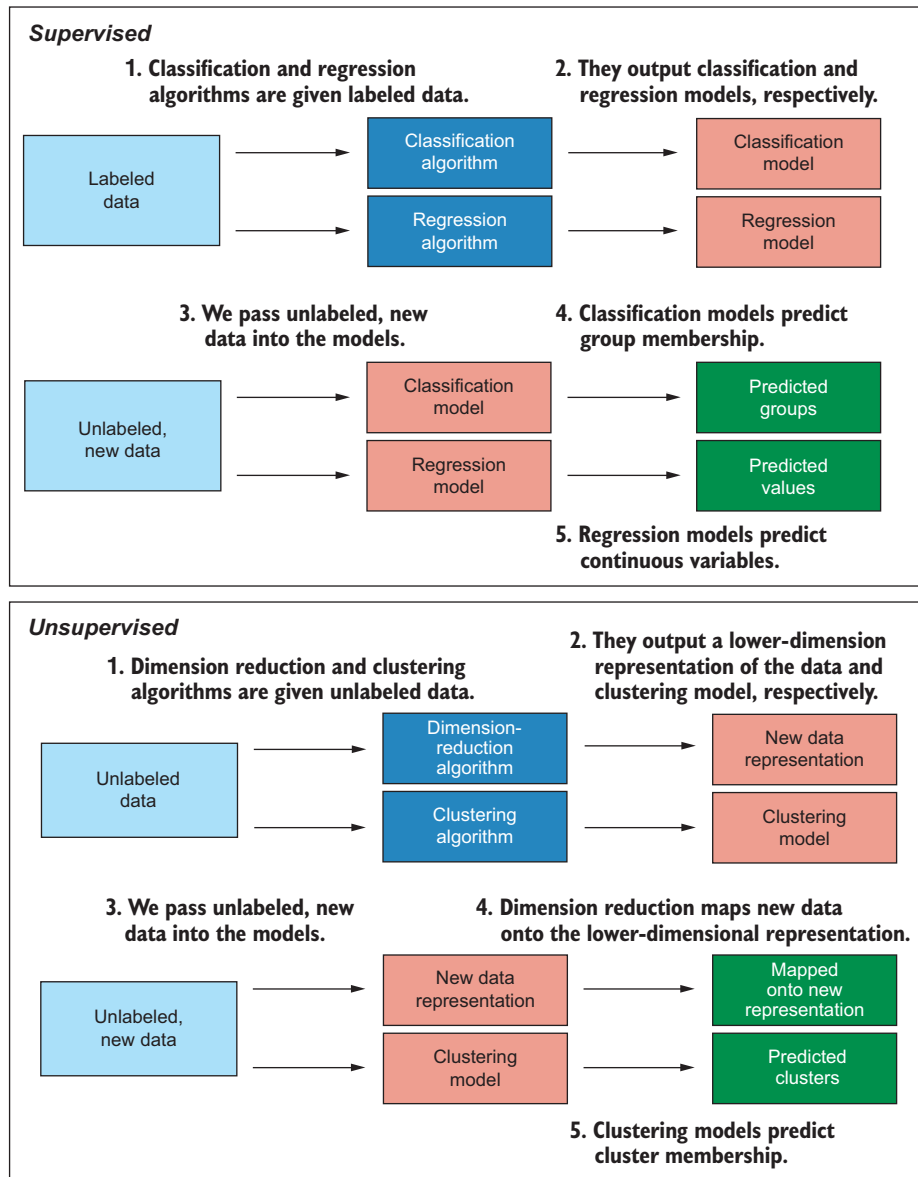 Supervised
1. Classification and regression
algorithms are given labeled data.
2. They output classification and
regression models, respectively.
Labeled
data
Classification
algorithm
Classification
model
Regression
algorithm
Regression
model
3. We pass unlabeled, new
data into the models.
4. Classification models predict
group membership.
Unlabeled,
new data
Classification
model
Predicted
groups
Regression
model
Predicted
values
5. Regression models predict
continuous variables.
Unsupervised
1. Dimension reduction and clustering
algorithms are given unlabeled data.
2. They output a lower-dimension
representation of the data and
clustering model, respectively.
Unlabeled
data
Dimension-
reduction
algorithm
New data
representation
Clustering
algorithm
Clustering
model
3. We pass unlabeled, new
data into the models.
4. Dimension reduction maps new data
onto the lower-dimensional representation.
Unlabeled,
new data
New data
representation
Mapped
onto new
representation
Clustering
model
Predicted
clusters
5. Clustering models predict
cluster membership.